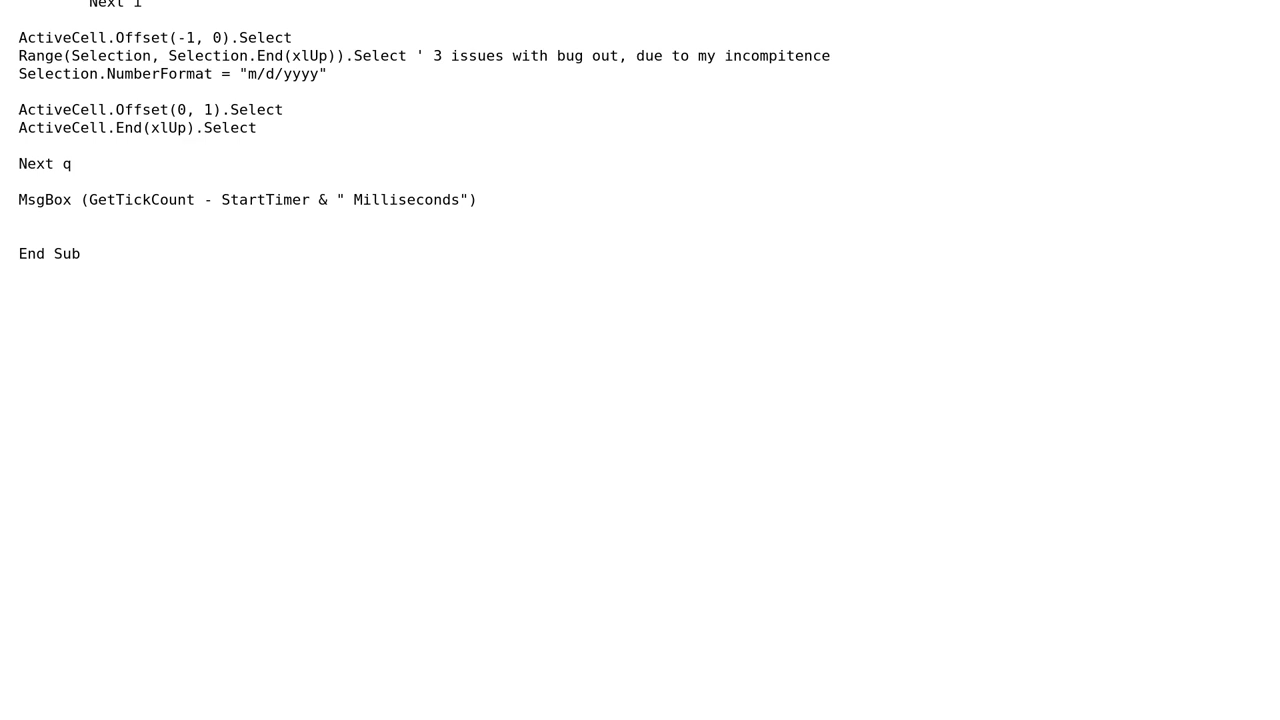 Next i
ActiveCell.Offset(-1, 0).Select
Range(Selection, Selection.End(xlUp)).Select ' 3 issues with bug out, due to my incompitence
Selection.NumberFormat = "m/d/yyyy"
ActiveCell.Offset(0, 1).Select
ActiveCell.End(xlUp).Select
Next q
MsgBox (GetTickCount - StartTimer & " Milliseconds")
End Sub